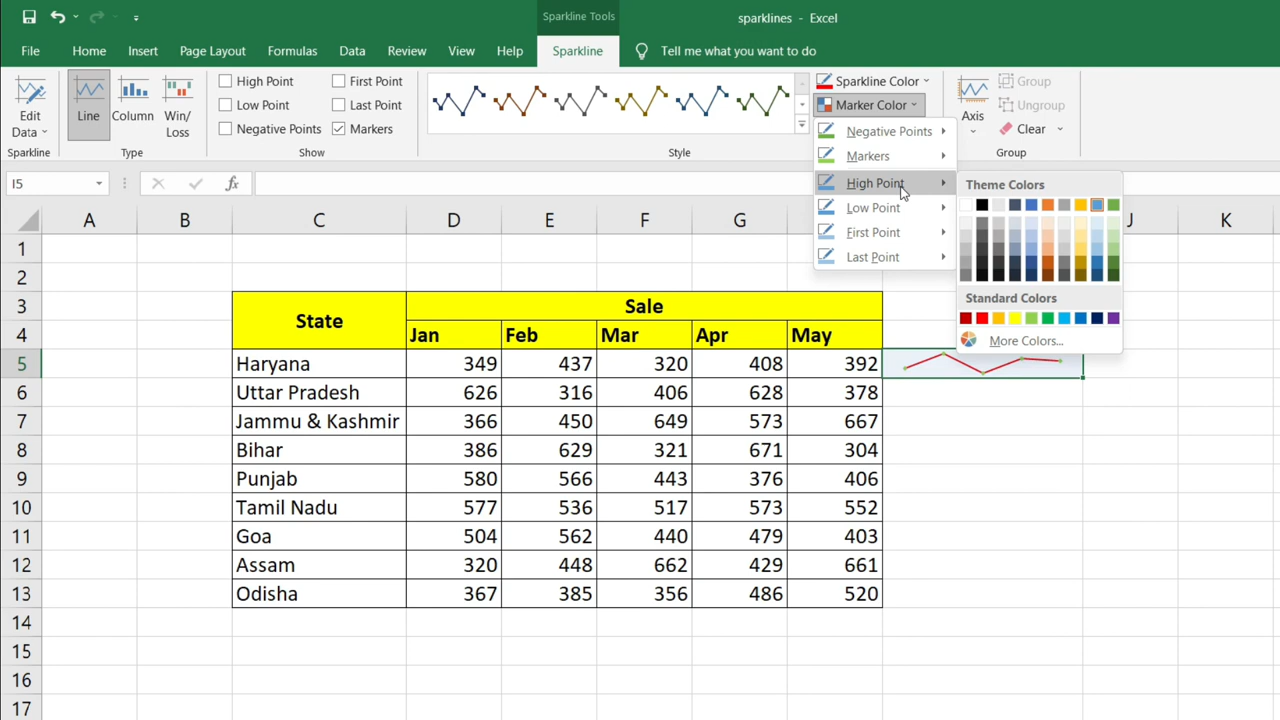 Sparkline Tools
sparklines - Excel
File Home Insert Page Layout Formulas Data Review View Help Sparkline Tell me what you want to do
Edit Data
Sparkline
Line Column Win/Loss
Type
High Point First Point
Low Point Last Point
Negative Points Markers
Show
Style
Sparkline Color
Marker Color
Axis
Group
Ungroup
Clear
Group
Negative Points
Markers
High Point
Low Point
First Point
Last Point
Theme Colors
Standard Colors
More Colors...
I5 fx
A B C D E F G J K
1
2
3 State Sale
4 Jan Feb Mar Apr May
5 Haryana 349 437 320 408 392
6 Uttar Pradesh 626 316 406 628 378
7 Jammu & Kashmir 366 450 649 573 667
8 Bihar 386 629 321 671 304
9 Punjab 580 566 443 376 406
10 Tamil Nadu 577 536 517 573 552
11 Goa 504 562 440 479 403
12 Assam 320 448 662 429 661
13 Odisha 367 385 356 486 520
14
15
16
17